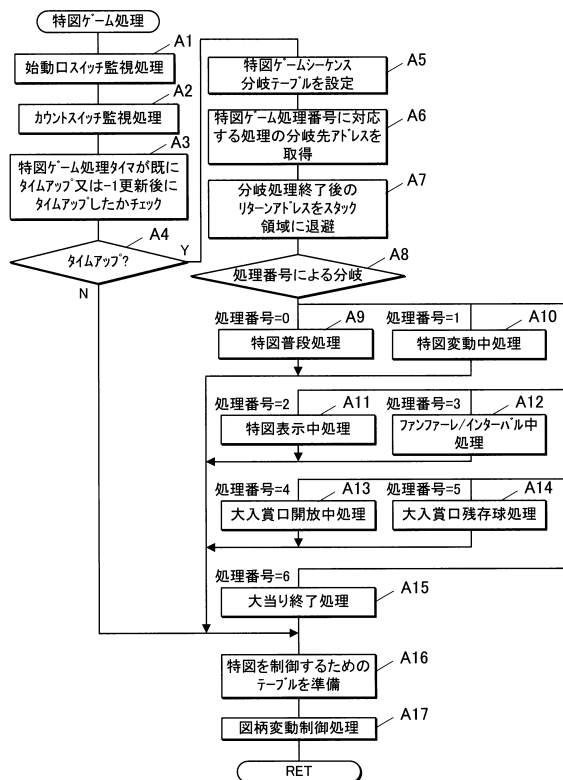 特図ゲーム処理
A1
始動口スイッチ監視処理
A2
カウントスイッチ監視処理
A3
特図ゲーム処理タイマが既に
タイムアップ又は-1更新後に
タイムアップしたかチェック
A4
タイムアップ?
Y
N
A5
特図ゲームシーケンス
分岐テーブルを設定
A6
特図ゲーム処理番号に対応
する処理の分岐先アドレスを
取得
A7
分岐処理終了後の
リターンアドレスをスタック
領域に退避
A8
処理番号による分岐
処理番号=0
A9
特図普段処理
処理番号=1
A10
特図変動中処理
処理番号=2
A11
特図表示中処理
処理番号=3
A12
ファンファーレ/インターバル中
処理
処理番号=4
A13
大入賞口開放中処理
処理番号=5
A14
大入賞口残存球処理
処理番号=6
A15
大当り終了処理
A16
特図を制御するための
テーブルを準備
A17
図柄変動制御処理
RET